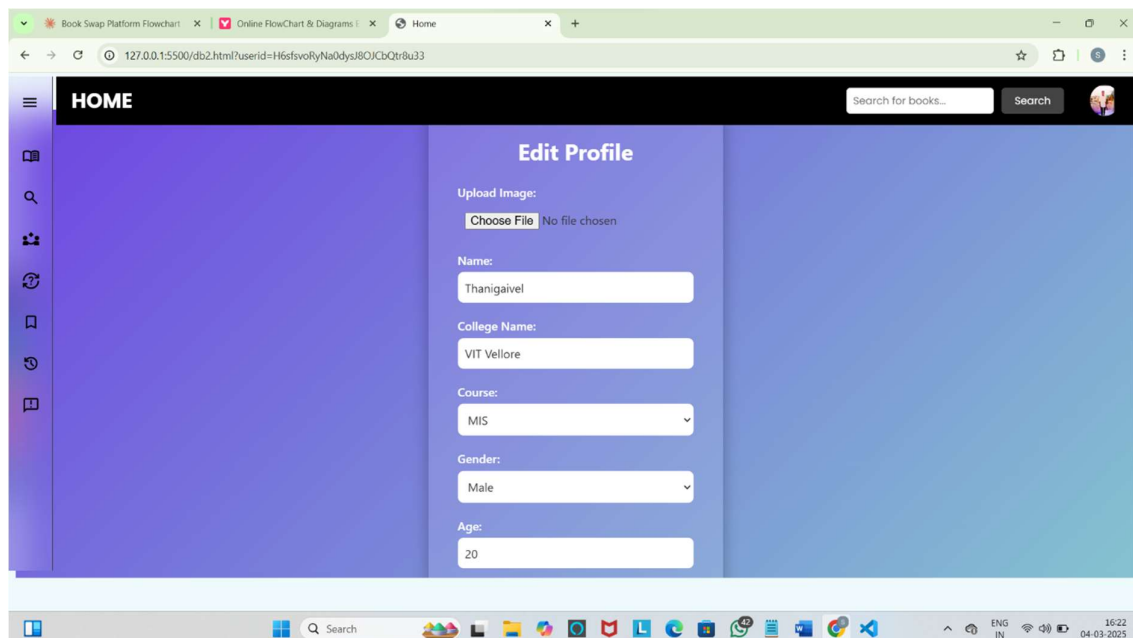 Book Swap Platform Flowchart
Online FlowChart & Diagrams E
Home
127.0.0.1:5500/db2.html?userid=H6sfsvoRyNa0dysJ8OJCbQtr8u33
S
HOME
Search for books...
Search
Edit Profile
Upload Image:
Choose File No file chosen
Name:
Thanigaivel
College Name:
VIT Vellore
Course:
MIS
Gender:
Male
Age:
20
Search
L
42
W
ENG
IN
16:22
04-03-2025